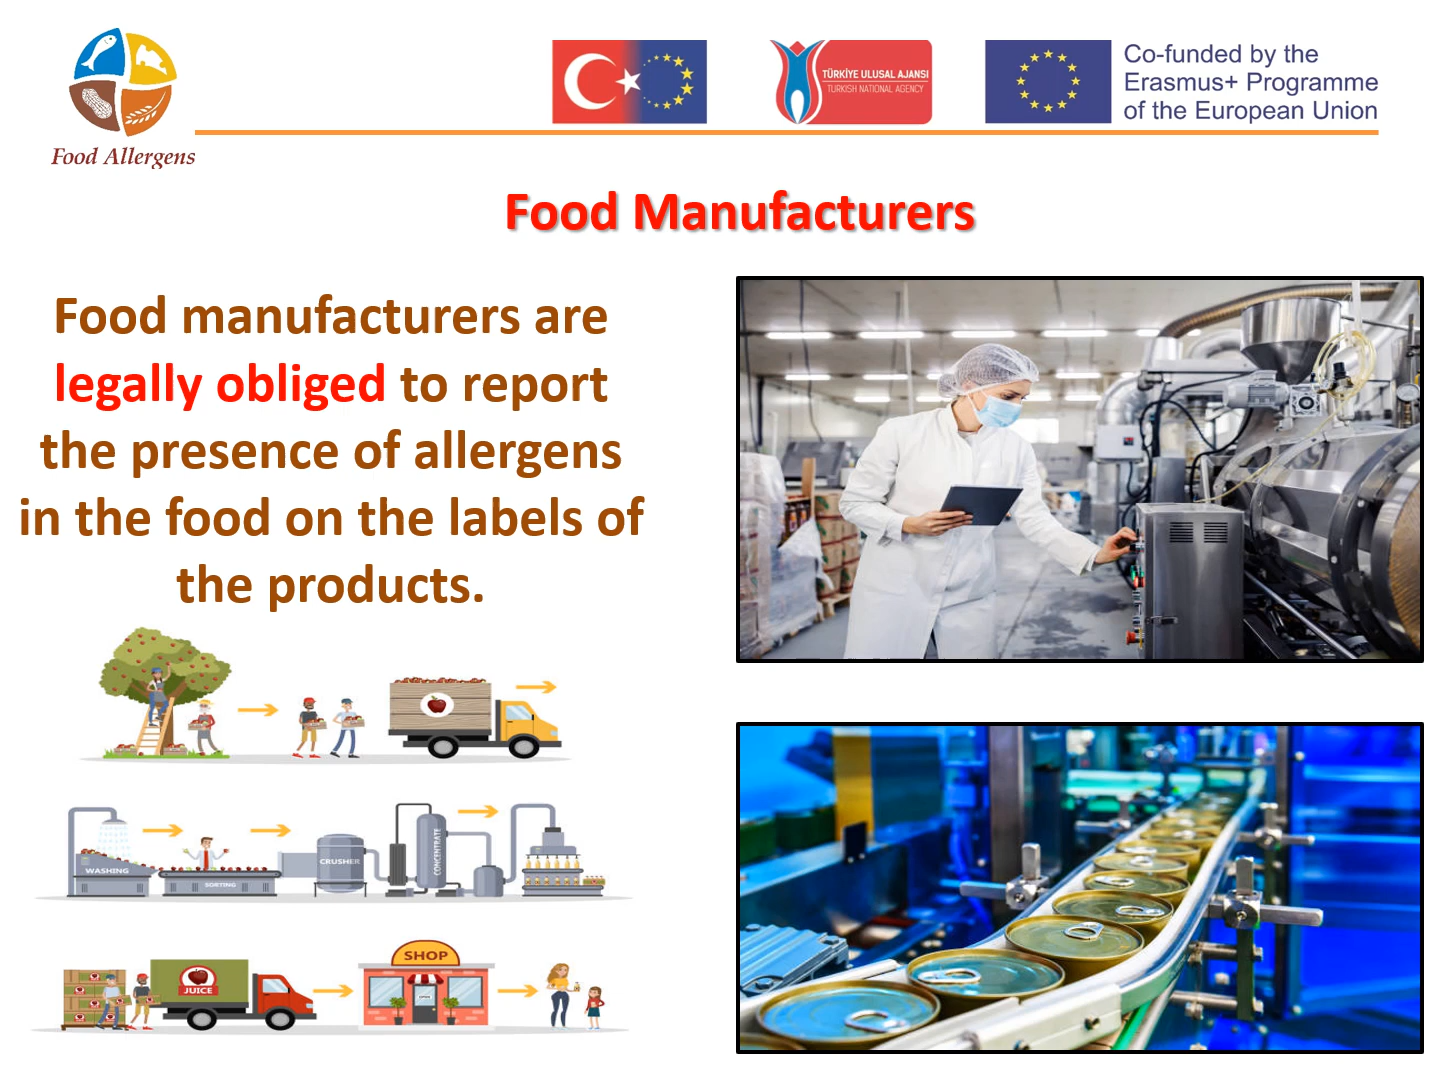 Food Allergens
TÜRKİYE ULUSAL AJANSI
TURKISH NATIONAL AGENCY
Co-funded by the
Erasmus+ Programme
of the European Union
Food Manufacturers
Food manufacturers are
legally obliged to report
the presence of allergens
in the food on the labels of
the products.
WASHING
SORTING
CRUSHER
CONCENTRATE
JUICE
SHOP
OPEN